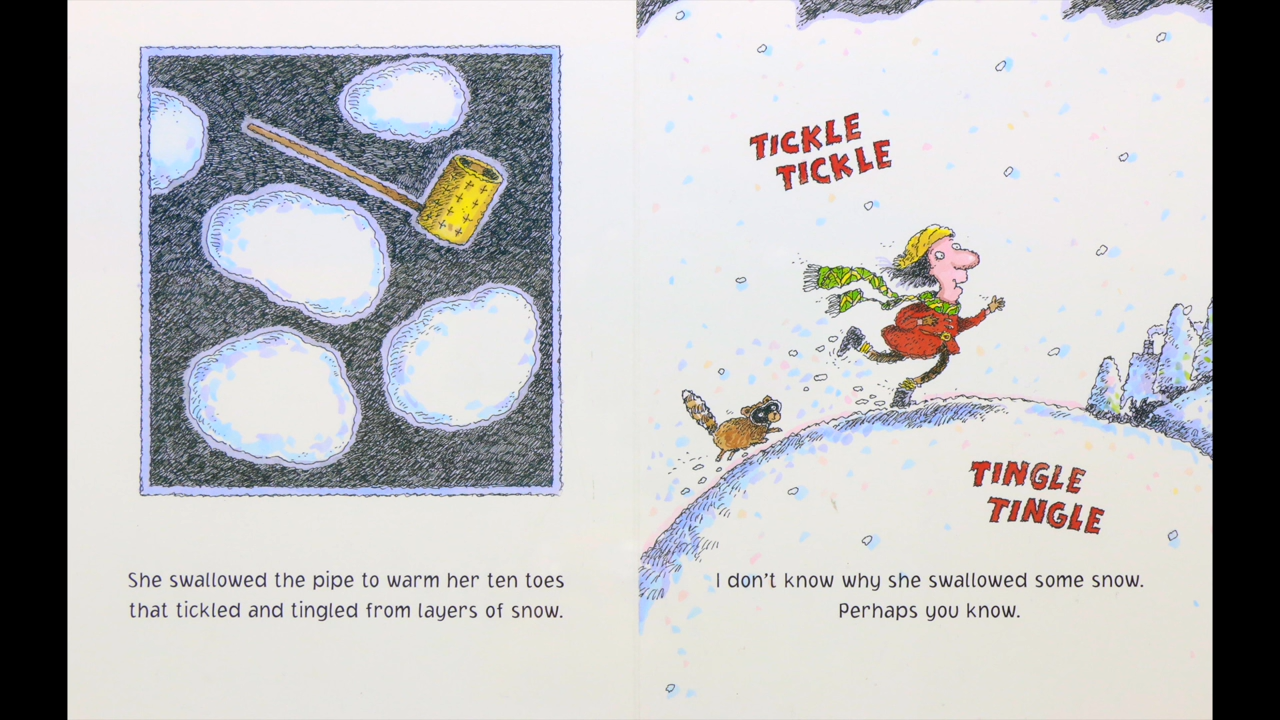 She swallowed the pipe to warm her ten toes
that tickled and tingled from layers of snow.
TICKLE
TICKLE
TINGLE
TINGLE
I don't know why she swallowed some snow.
Perhaps you know.